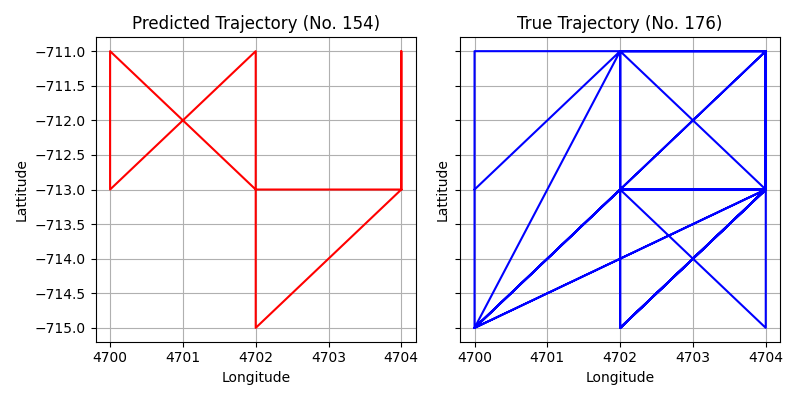 Predicted Trajectory (No. 154)
True Trajectory (No. 176)
−711.0
−711.5
−712.0
−712.5
−713.0
−713.5
−714.0
−714.5
−715.0
Lattitude
Lattitude
4700 4701 4702 4703 4704
4700 4701 4702 4703 4704
Longitude
Longitude